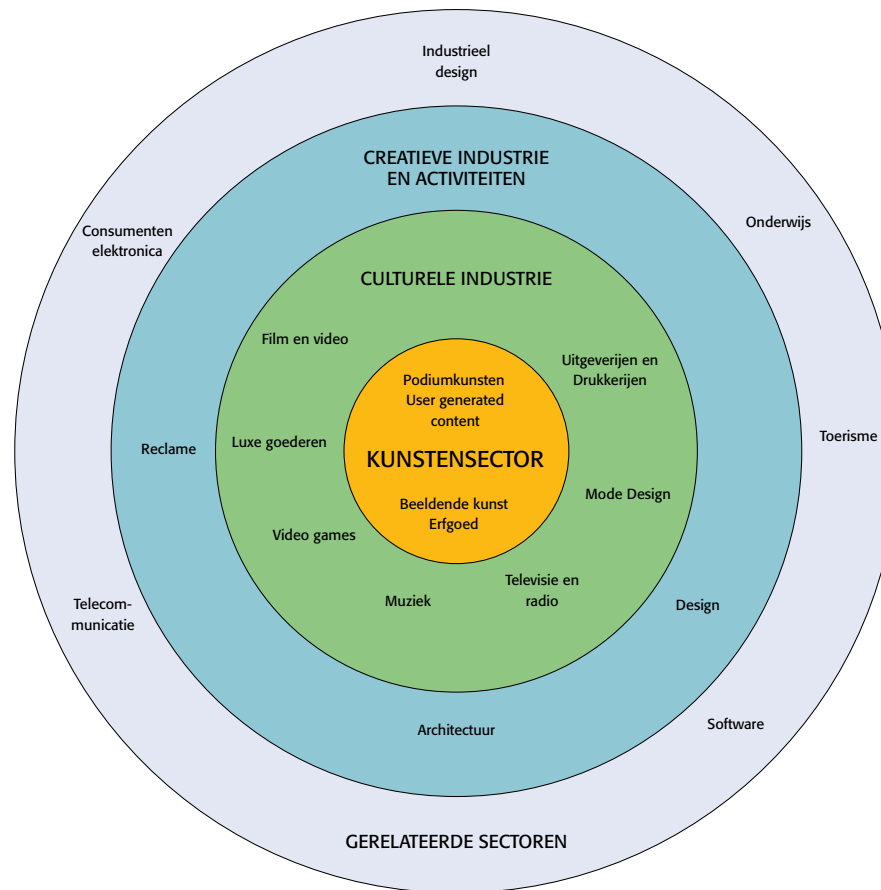 Industrieel
design
CREATIEVE INDUSTRIE
EN ACTIVITEITEN
Consumenten
elektronica
Onderwijs
CULTURELE INDUSTRIE
Film en video
Uitgeverijen en
Drukkerijen
Podiumkunsten
User generated
content
Reclame
Luxe goederen
KUNSTENSECTOR
Toerisme
Mode Design
Beeldende kunst
Erfgoed
Video games
Televisie en
radio
Muziek
Telecom-
municatie
Design
Architectuur
Software
GERELATEERDE SECTOREN